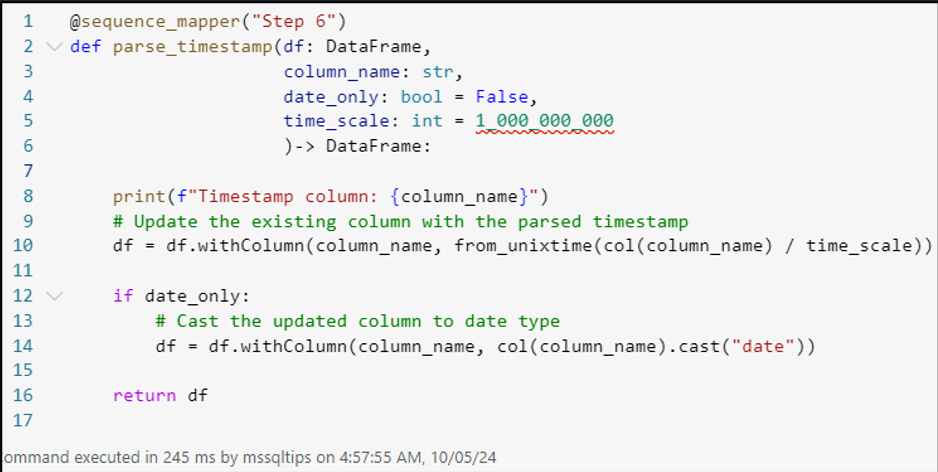 1 @sequence_mapper("Step 6")
2 def parse_timestamp(df: DataFrame,
3 column_name: str,
4 date_only: bool = False,
5 time_scale: int = 1_000_000_000
6 )-> DataFrame:
7
8 print(f"Timestamp column: {column_name}")
9 # Update the existing column with the parsed timestamp
10 df = df.withColumn(column_name, from_unixtime(col(column_name) / time_scale))
11
12 if date_only:
13 # Cast the updated column to date type
14 df = df.withColumn(column_name, col(column_name).cast("date"))
15
16 return df
17
ommand executed in 245 ms by mssqltips on 4:57:55 AM, 10/05/24